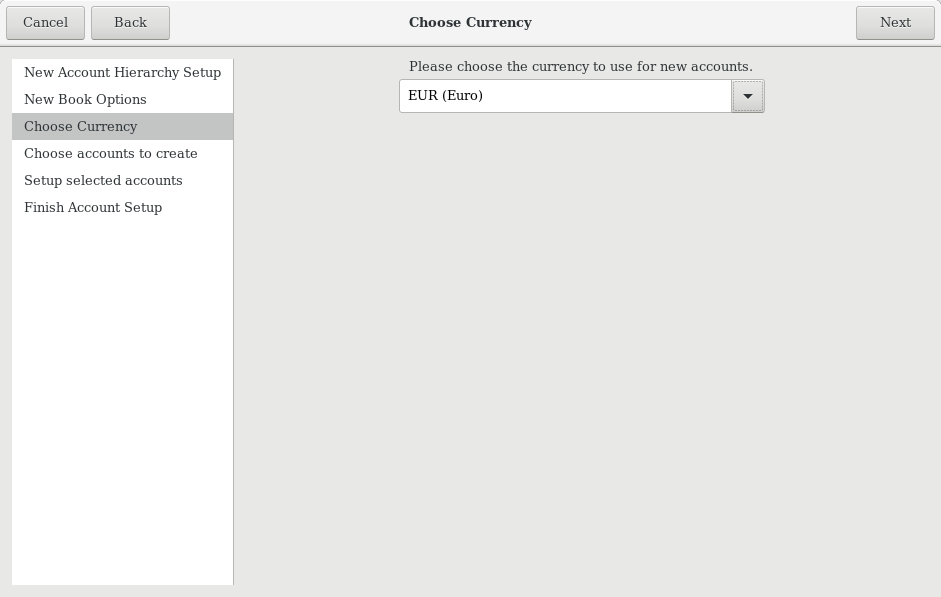 Cancel
Back
Choose Currency
Next
New Account Hierarchy Setup
New Book Options
Choose Currency
Choose accounts to create
Setup selected accounts
Finish Account Setup
Please choose the currency to use for new accounts.
EUR (Euro)